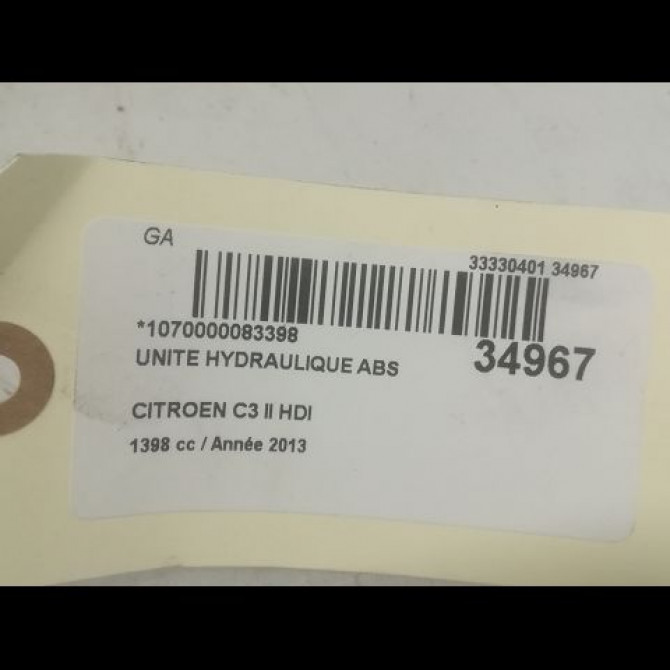 GA
33330401 34967
*1070000083398
34967
UNITE HYDRAULIQUE ABS
CITROEN C3 II HDI
1398 cc / Année 2013